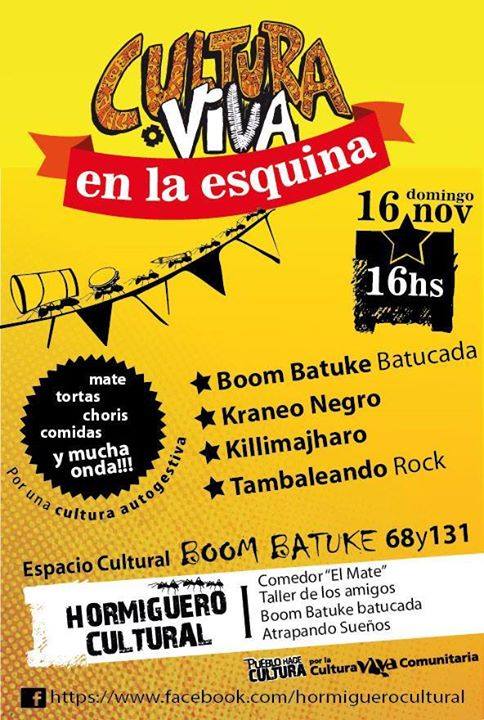 CULTURA
VIVA
en la esquina
domingo
16 nov
16hs
mate
tortas
choris
comidas
y mucha
onda!!!
Por una cultura autogestiva
Boom Batuke Batucada
Kraneo Negro
Killimajharo
Tambaleando Rock
Espacio Cultural BOOM BATUKE 68y131
HORMIGUERO
CULTURAL
Comedor "El Mate"
Taller de los amigos
Boom Batuke batucada
Atrapando Sueños
PUEBLO HACE
CULTURA
por la
Cultura Viva Comunitaria
f https://www.facebook.com/hormiguerocultural